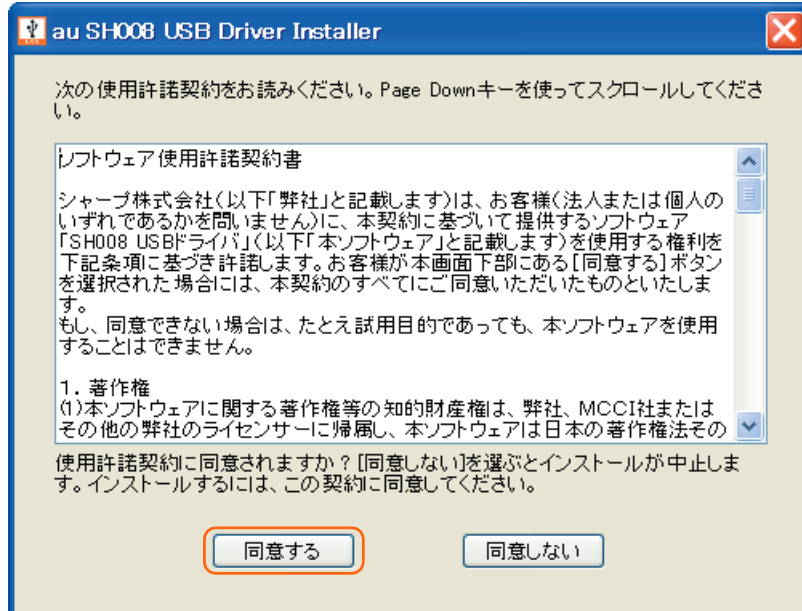 au SH008 USB Driver Installer
次の使用許諾契約をお読みください。Page Downキーを使ってスクロールしてくださ
い。
ソフトウェア使用許諾契約書
シャープ株式会社(以下「弊社」と記載します)は、お客様(法人または個人の
いずれであるかを問いません)に、本契約に基づいて提供するソフトウェア
「SH008 USBドライバ」(以下「本ソフトウェア」と記載します)を使用する権利を
下記条項に基づき許諾します。お客様が本画面下部にある[同意する]ボタン
を選択された場合には、本契約のすべてにご同意いただいたものといたしま
す。
もし、同意できない場合は、たとえ試用目的であっても、本ソフトウェアを使用
することはできません。
1. 著作権
(1)本ソフトウェアに関する著作権等の知的財産権は、弊社、MCCI社または
その他の弊社のライセンサーに帰属し、本ソフトウェアは日本の著作権法その
使用許諾契約に同意されますか?[同意しない]を選ぶとインストールが中止しま
す。インストールするには、この契約に同意してください。
同意する
同意しない